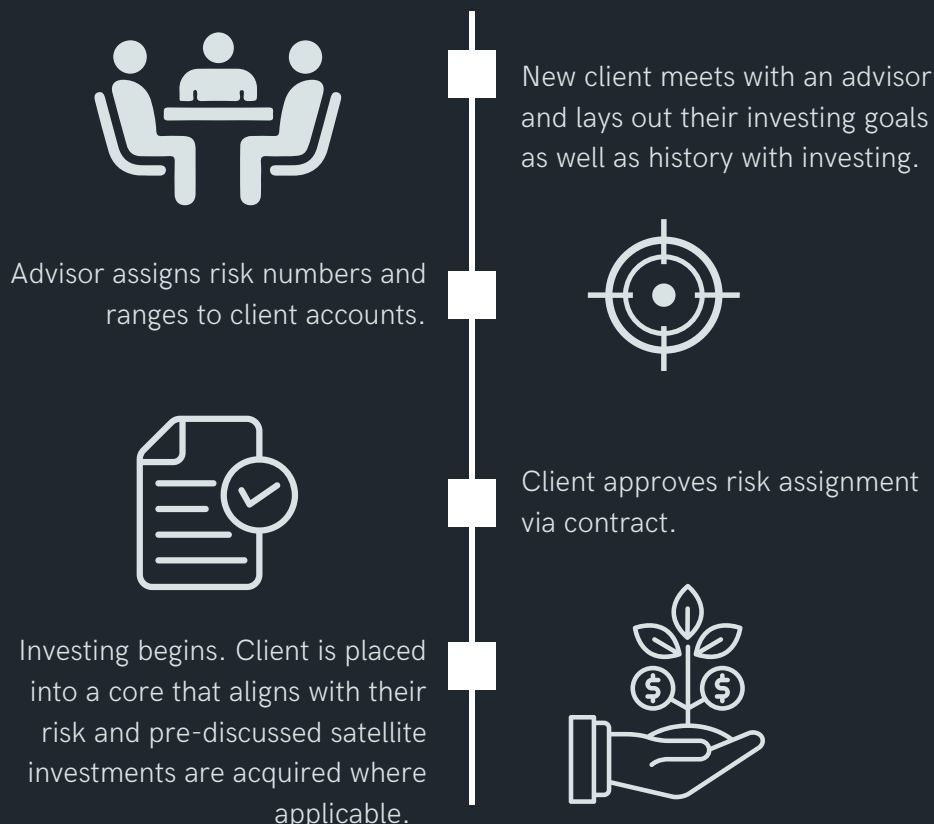 New client meets with an advisor
and lays out their investing goals
as well as history with investing.
Advisor assigns risk numbers and
ranges to client accounts.
Client approves risk assignment
via contract.
Investing begins. Client is placed
into a core that aligns with their
risk and pre-discussed satellite
investments are acquired where
applicable.
$ $